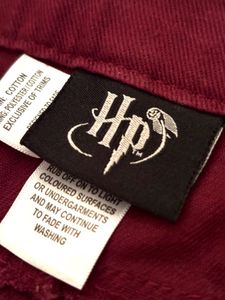 COTTON
POLYESTER/COTTON
EXCLUSIVE OF TRIMS
HP
RUB OFF ON TO LIGHT
COLOURED SURFACES
OR UNDERGARMENTS
AND MAY CONTINUE
TO FADE WITH
WASHING